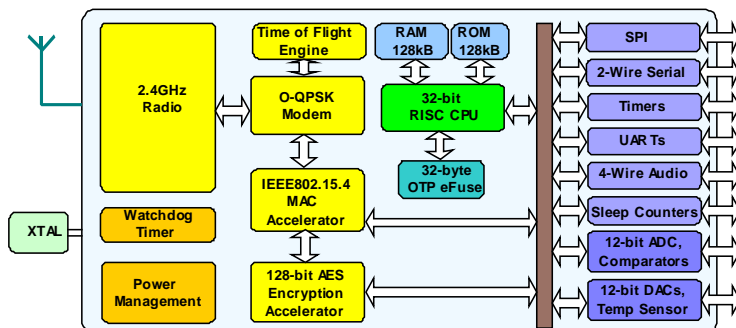 2.4GHz
Radio
Time of Flight
Engine
O-QPSK
Modem
IEEE802.15.4
MAC
Accelerator
128-bit AES
Encryption
Accelerator
RAM
128kB
ROM
128kB
32-bit
RISC CPU
32-byte
OTP eFuse
XTAL
Watchdog
Timer
Power
Management
SPI
2-Wire Serial
Timers
UARTs
4-Wire Audio
Sleep Counters
12-bit ADC,
Comparators
12-bit DACs,
Temp Sensor